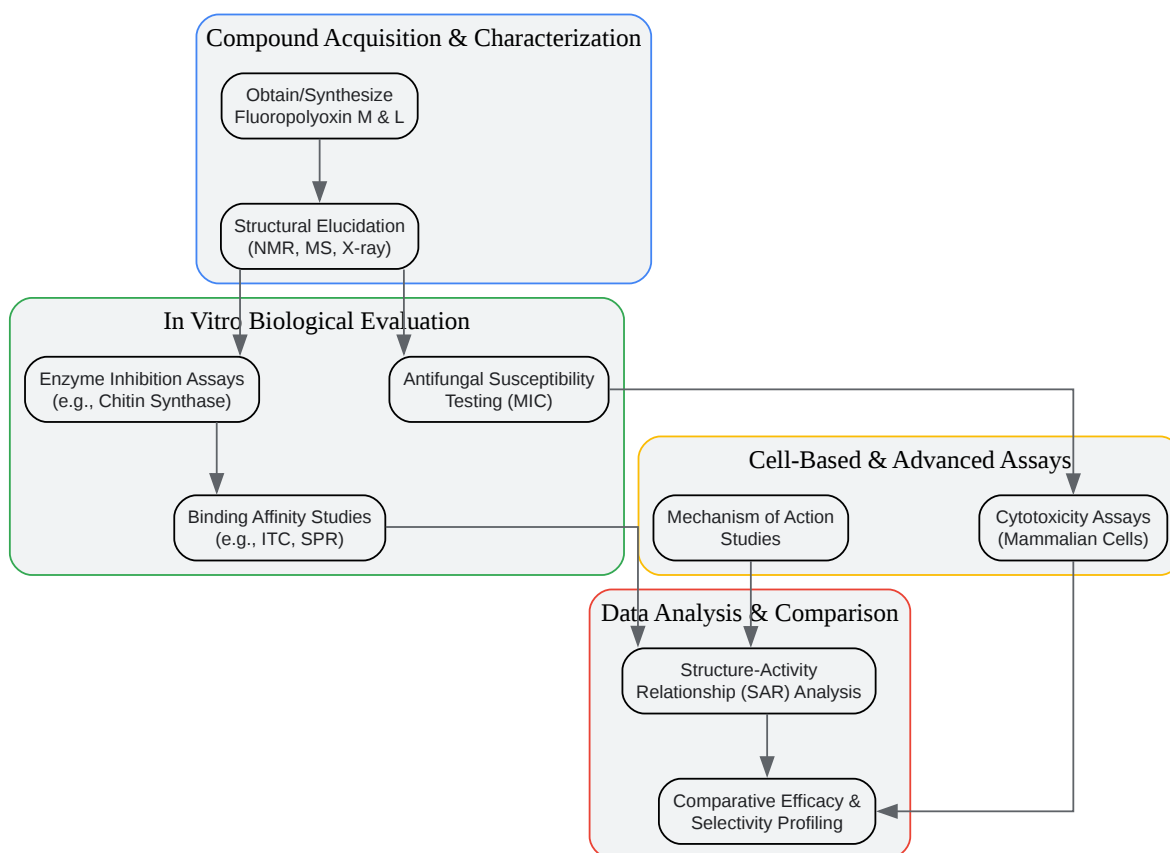 Compound Acquisition & Characterization
Obtain/Synthesize
Fluoropolyoxin M & L
Structural Elucidation
(NMR, MS, X-ray)
In Vitro Biological Evaluation
Enzyme Inhibition Assays
(e.g., Chitin Synthase)
Antifungal Susceptibility
Testing (MIC)
Binding Affinity Studies
(e.g., ITC, SPR)
Cell-Based & Advanced Assays
Mechanism of Action
Studies
Cytotoxicity Assays
(Mammalian Cells)
Data Analysis & Comparison
Structure-Activity
Relationship (SAR) Analysis
Comparative Efficacy &
Selectivity Profiling